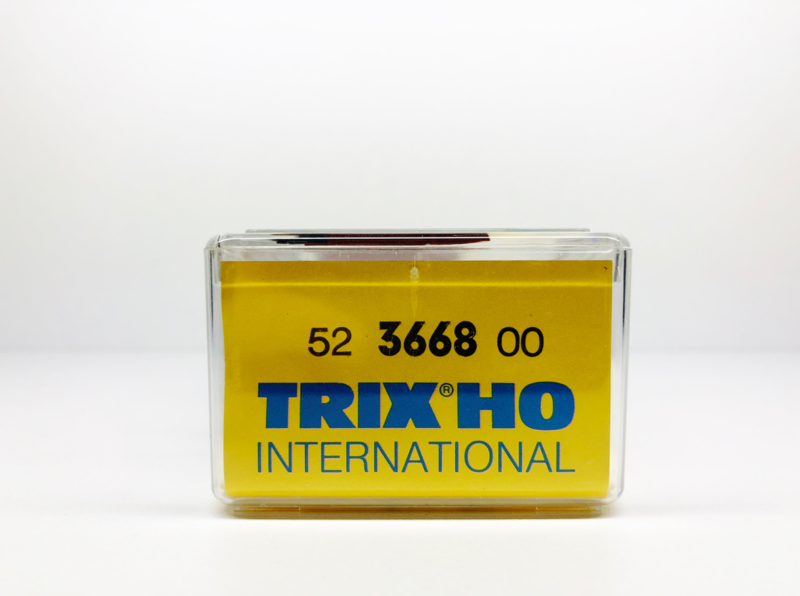 52 3668 00
TRIX® HO
INTERNATIONAL